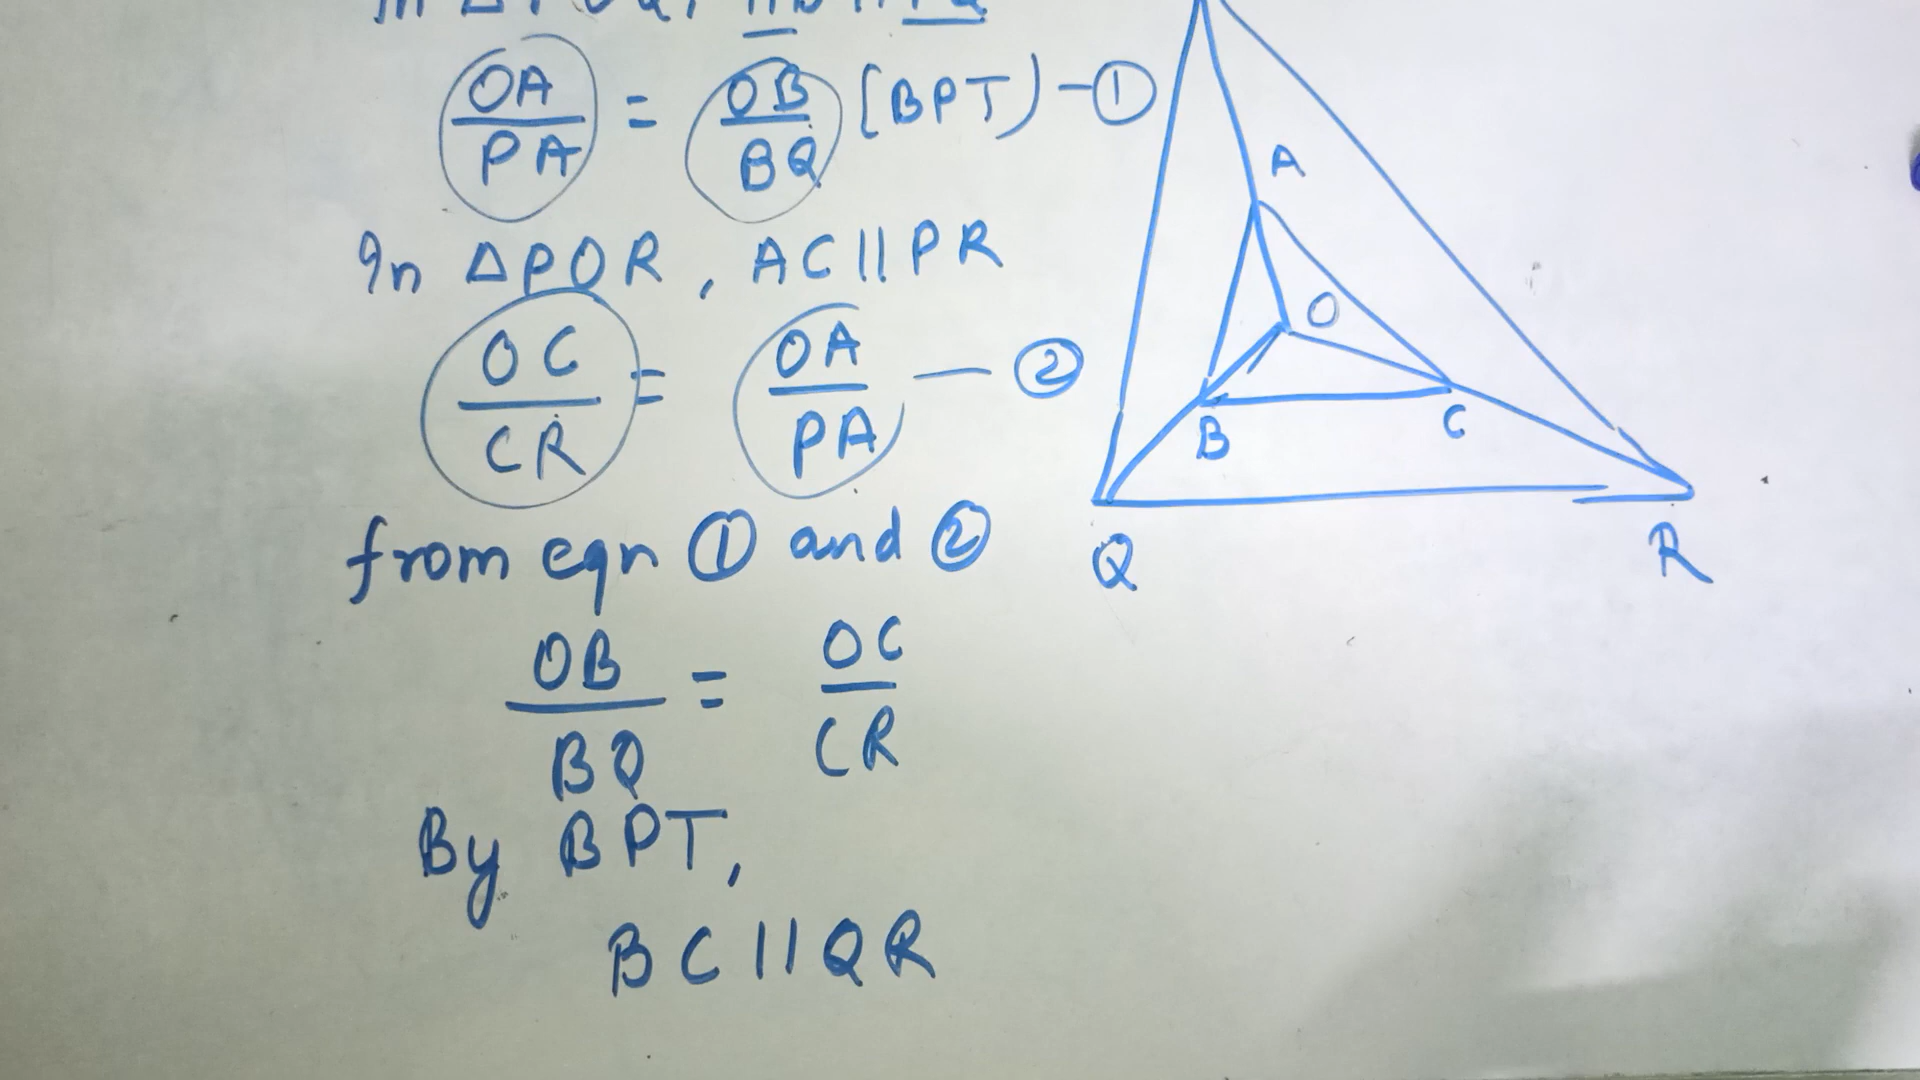 OA/PA = OB/BQ [BPT) - ①
In △POR, AC||PR
OC/CR = OA/PA — ②
from eqn ① and ②
OB/BQ = OC/CR
By BPT,
BC||QR
A
O
B
C
Q
R